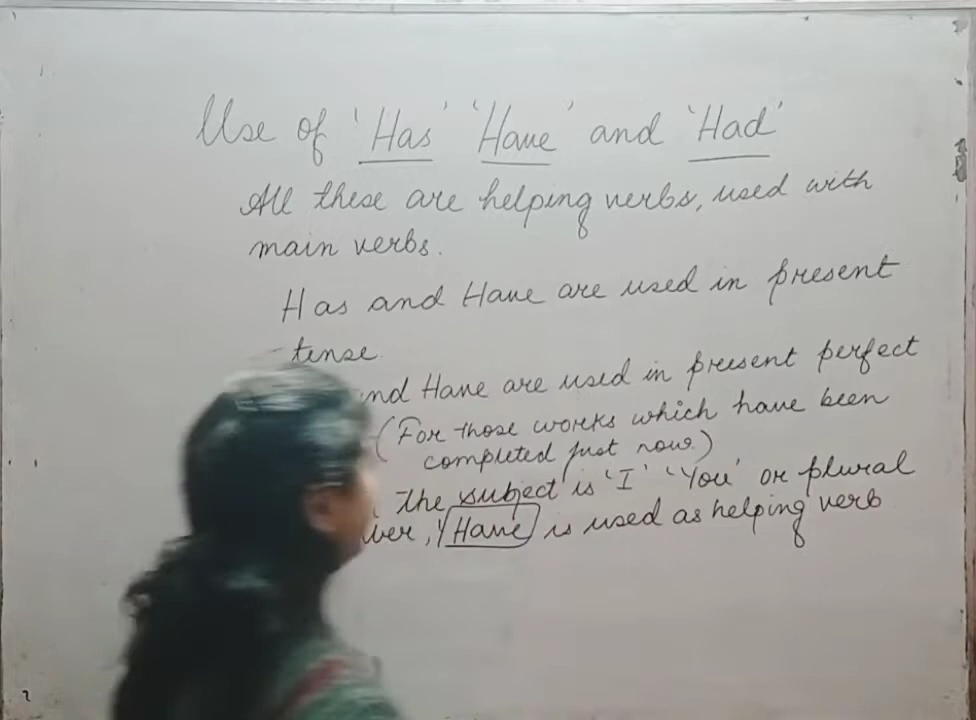 Use of 'Has' 'Have' and 'Had'
All these are helping verbs, used with
main verbs.
Has and Have are used in present
tense.
and Have are used in present perfect
(For those works which have been
completed just now.)
the subject is 'I' 'You' or plural
Have is used as helping verb